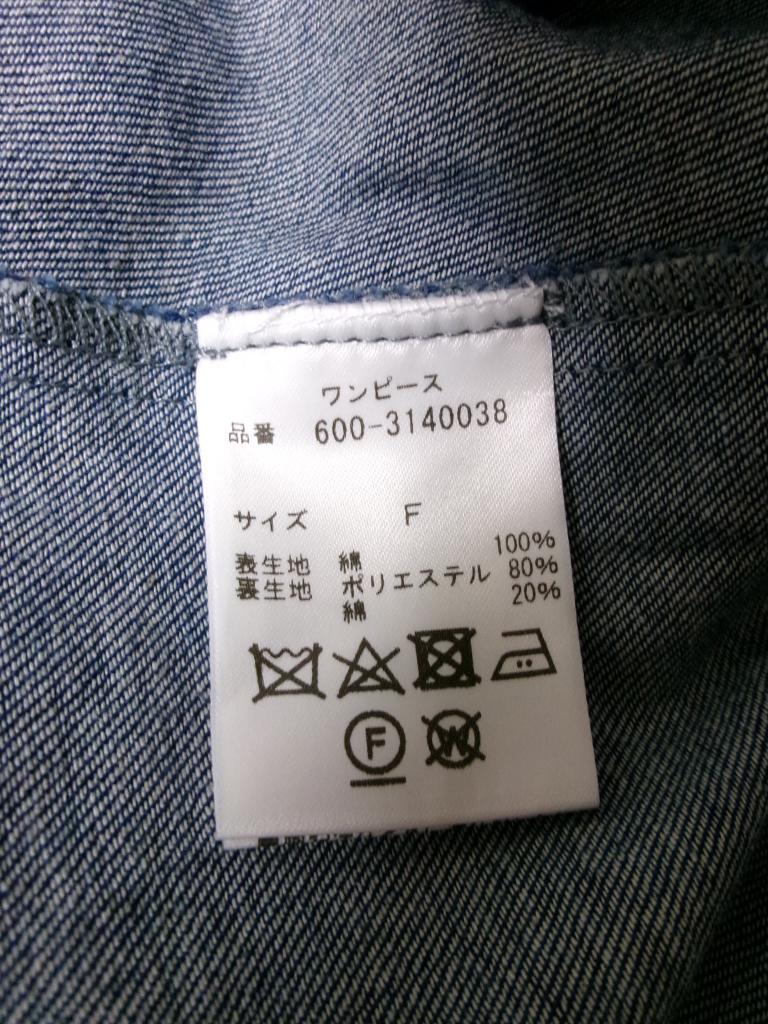 ワンピース
品番 600-3140038
サイズ F
表生地 綿 100%
裏生地 ポリエステル 80%
綿 20%
F
W